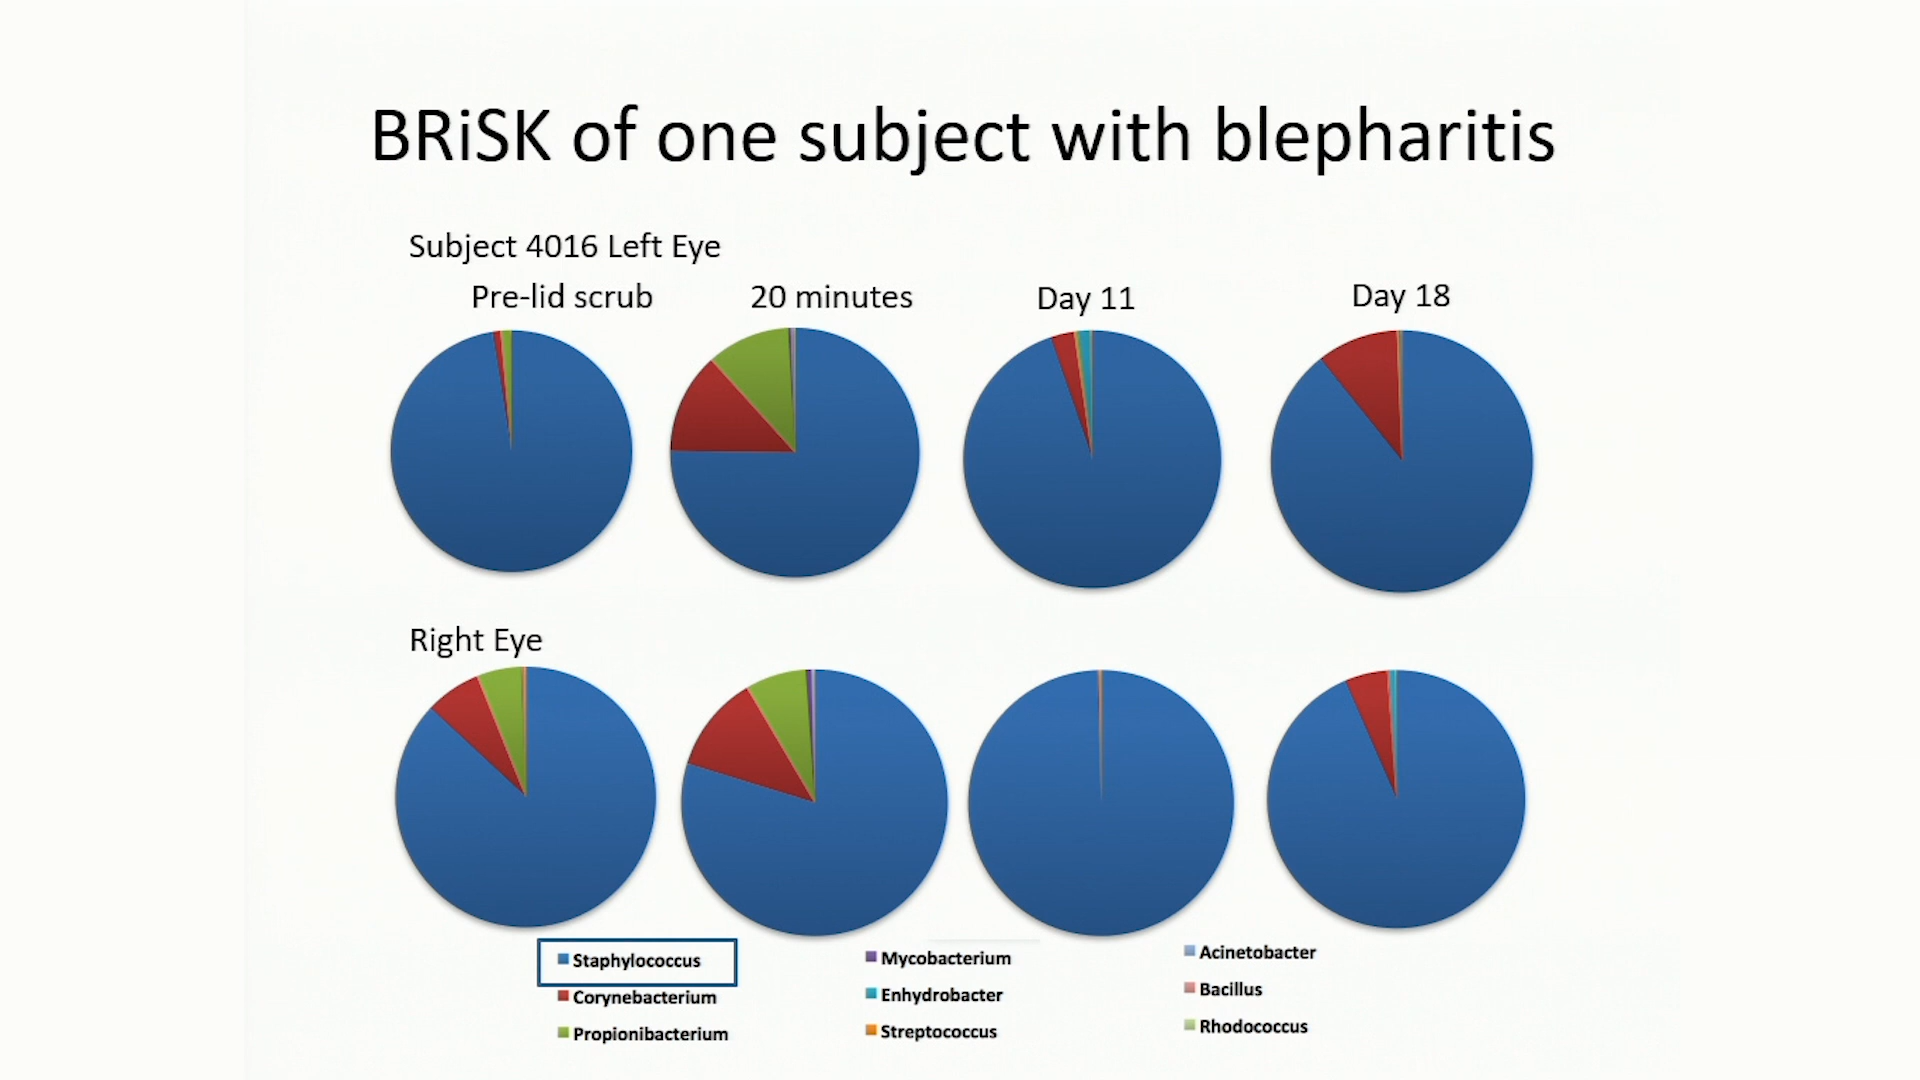 BRiSK of one subject with blepharitis
Subject 4016 Left Eye
Pre-lid scrub
20 minutes
Day 11
Day 18
Right Eye
Staphylococcus
Corynebacterium
Propionibacterium
Mycobacterium
Enhydrobacter
Streptococcus
Acinetobacter
Bacillus
Rhodococcus